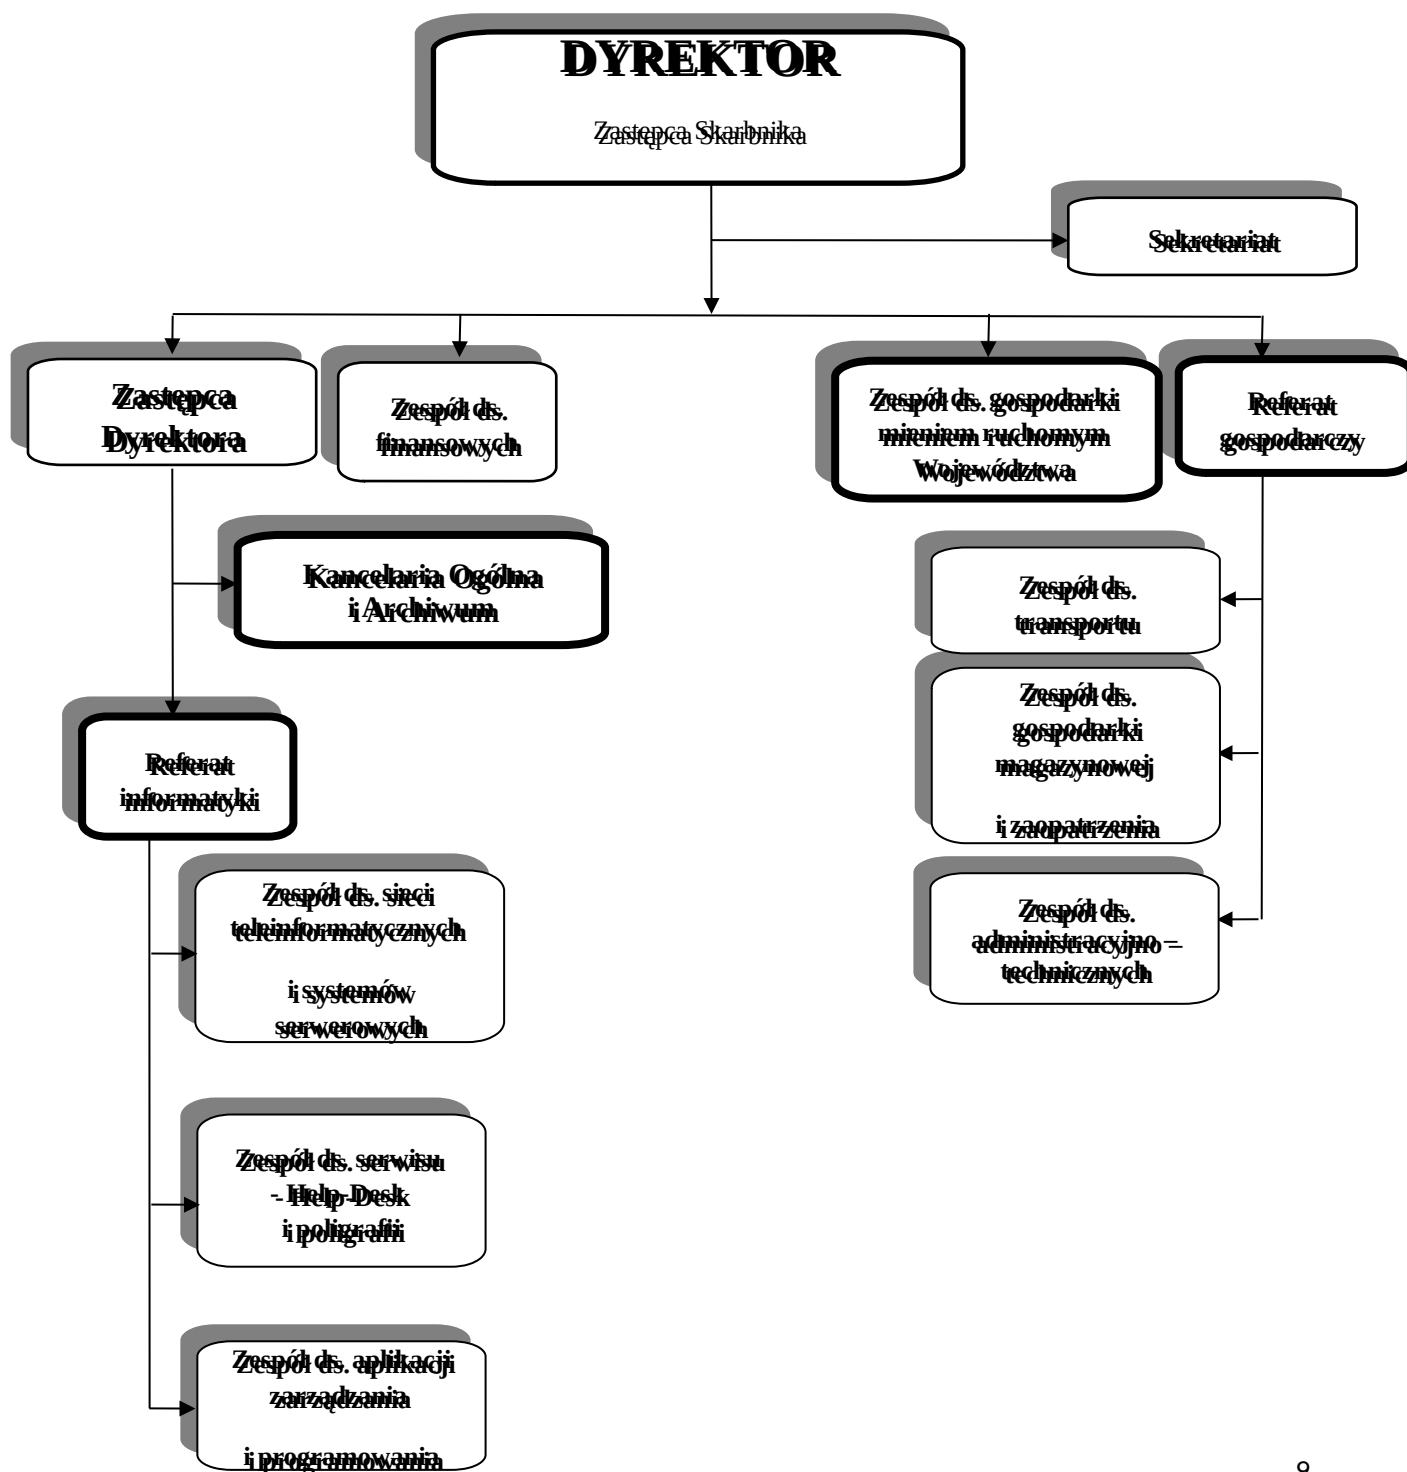 DYREKTOR
Zastępca Skarbnika
Sekretariat
Zastępca
Dyrektora
Zespół ds.
finansowych
Zespół ds. gospodarki
mieniem ruchomym
Województwa
Referat
gospodarczy
Kancelaria Ogólna
i Archiwum
Zespół ds.
transportu
Zespół ds.
gospodarki
magazynowej
i zaopatrzenia
Referat
informatyki
Zespół ds. sieci
teleinformatycznych
i systemów
serwerowych
Zespół ds.
administracyjno –
technicznych
Zespół ds. serwisu
- Help-Desk
i poligrafii
Zespół ds. aplikacji
zarządzania
i programowania